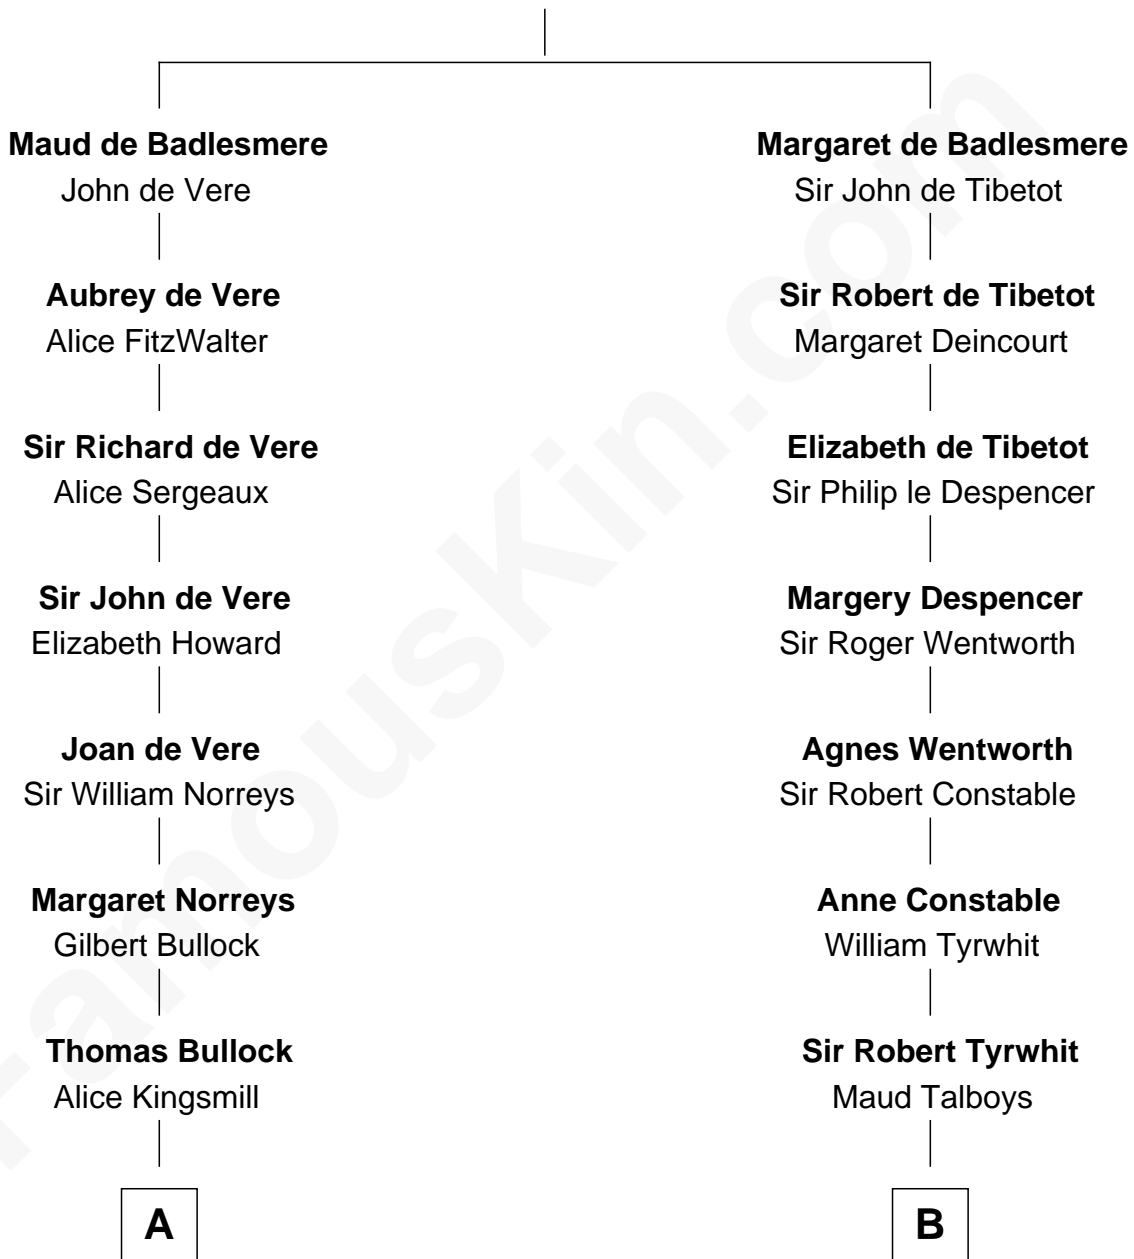 Maud de Badlesmere
John de Vere
Aubrey de Vere
Alice FitzWalter
Sir Richard de Vere
Alice Sergeaux
Sir John de Vere
Elizabeth Howard
Joan de Vere
Sir William Norreys
Margaret Norreys
Gilbert Bullock
Thomas Bullock
Alice Kingsmill
A
Margaret de Badlesmere
Sir John de Tibetot
Sir Robert de Tibetot
Margaret Deincourt
Elizabeth de Tibetot
Sir Philip le Despencer
Margery Despencer
Sir Roger Wentworth
Agnes Wentworth
Sir Robert Constable
Anne Constable
William Tyrwhit
Sir Robert Tyrwhit
Maud Talboys
B
FamousKin.com